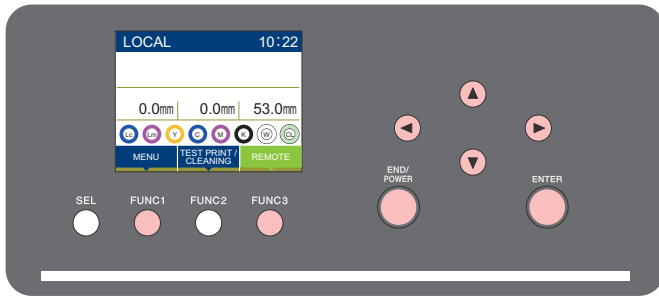 LOCAL 10:22
0.0mm 0.0mm 53.0mm
Lc Lm Y C M K W CL
MENU TEST PRINT / CLEANING REMOTE
END/
POWER
ENTER
SEL FUNC1 FUNC2 FUNC3